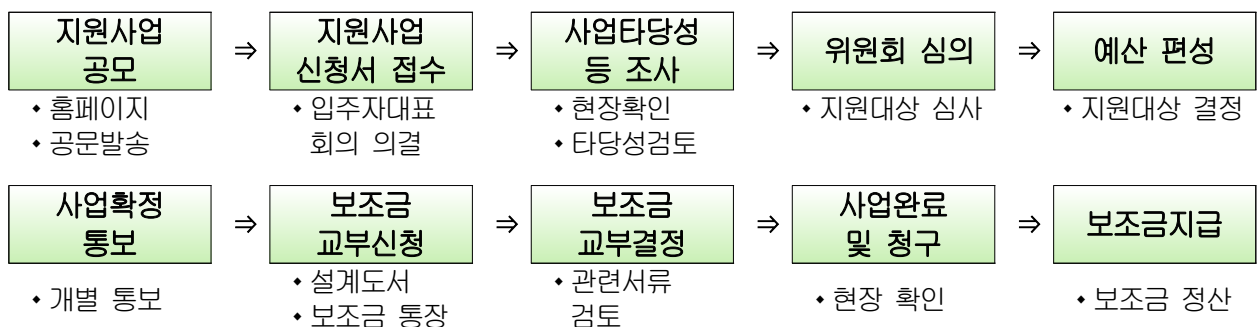 지원사업
공모
⇒
지원사업
신청서 접수
⇒
사업타당성
등 조사
⇒
위원회 심의
⇒
예산 편성
• 홈페이지
• 공문발송
• 입주자대표
회의 의결
• 현장확인
• 타당성검토
• 지원대상 심사
• 지원대상 결정
사업확정
통보
⇒
보조금
교부신청
⇒
보조금
교부결정
⇒
사업완료
및 청구
⇒
보조금지급
• 개별 통보
• 설계도서
• 보조금 통장
• 관련서류
검토
• 현장 확인
• 보조금 정산